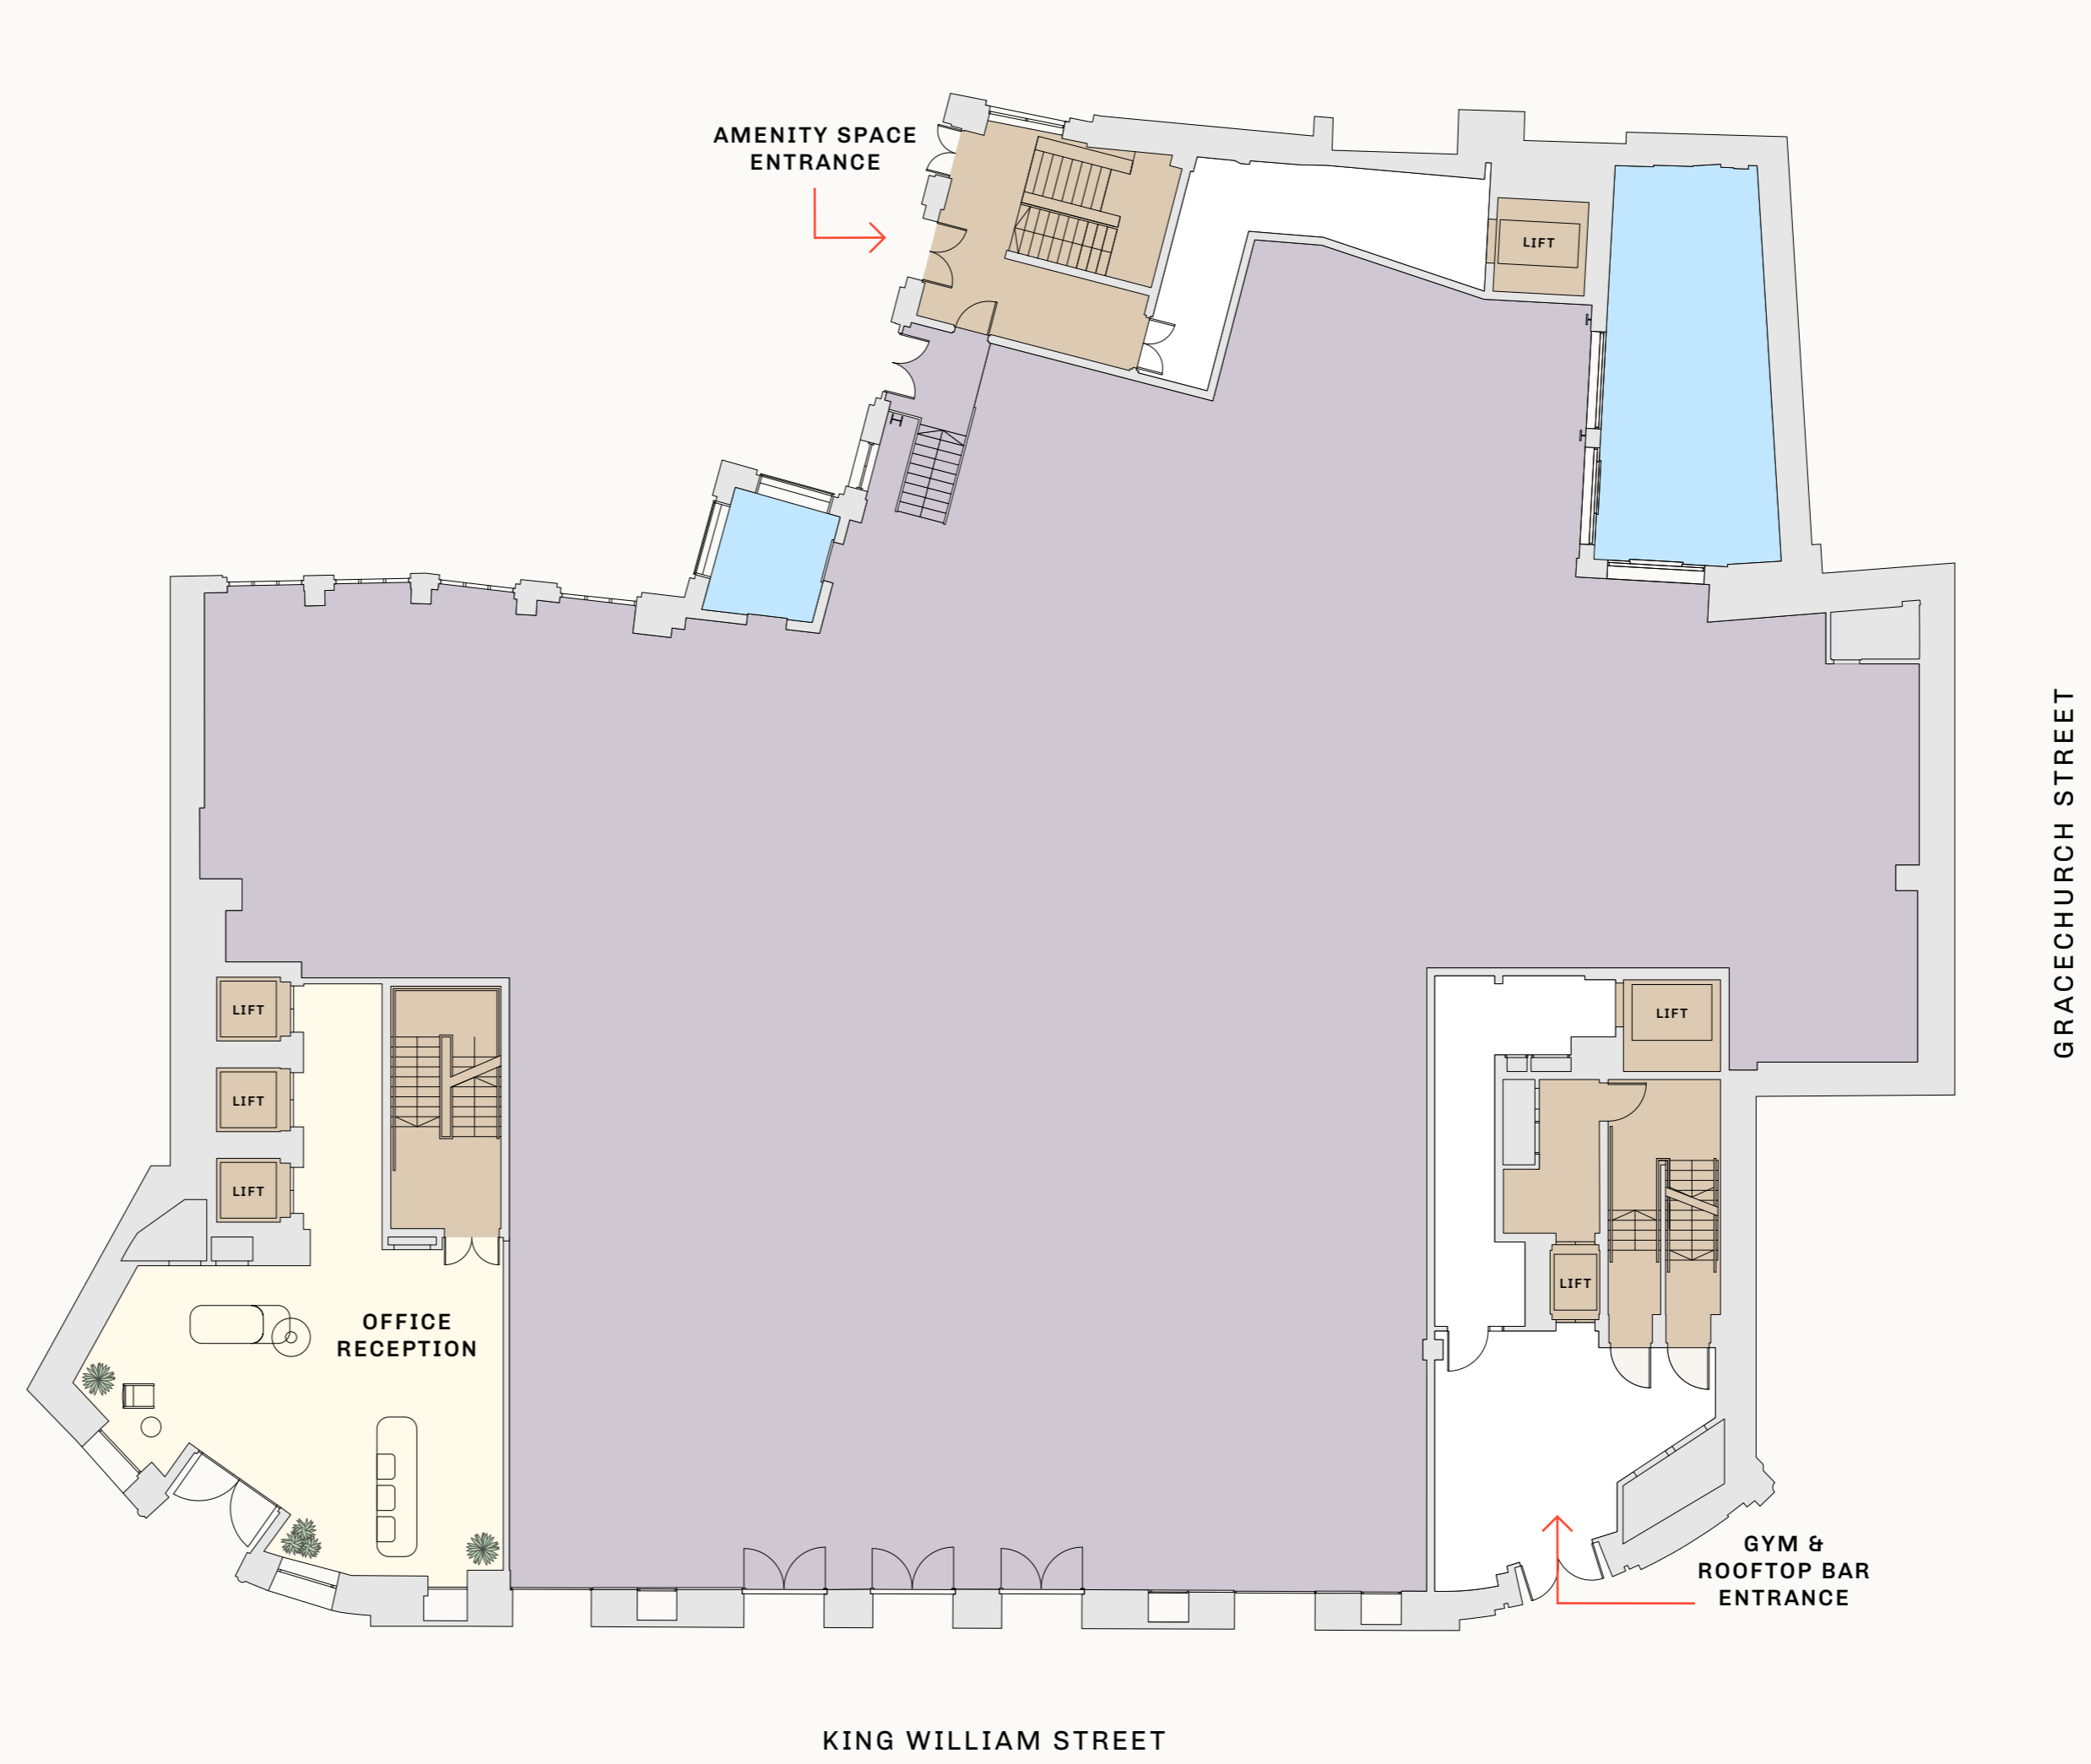 AMENITY SPACE
ENTRANCE
LIFT
GRACECHURCH STREET
LIFT
LIFT
LIFT
LIFT
LIFT
OFFICE
RECEPTION
GYM &
ROOFTOP BAR
ENTRANCE
KING WILLIAM STREET